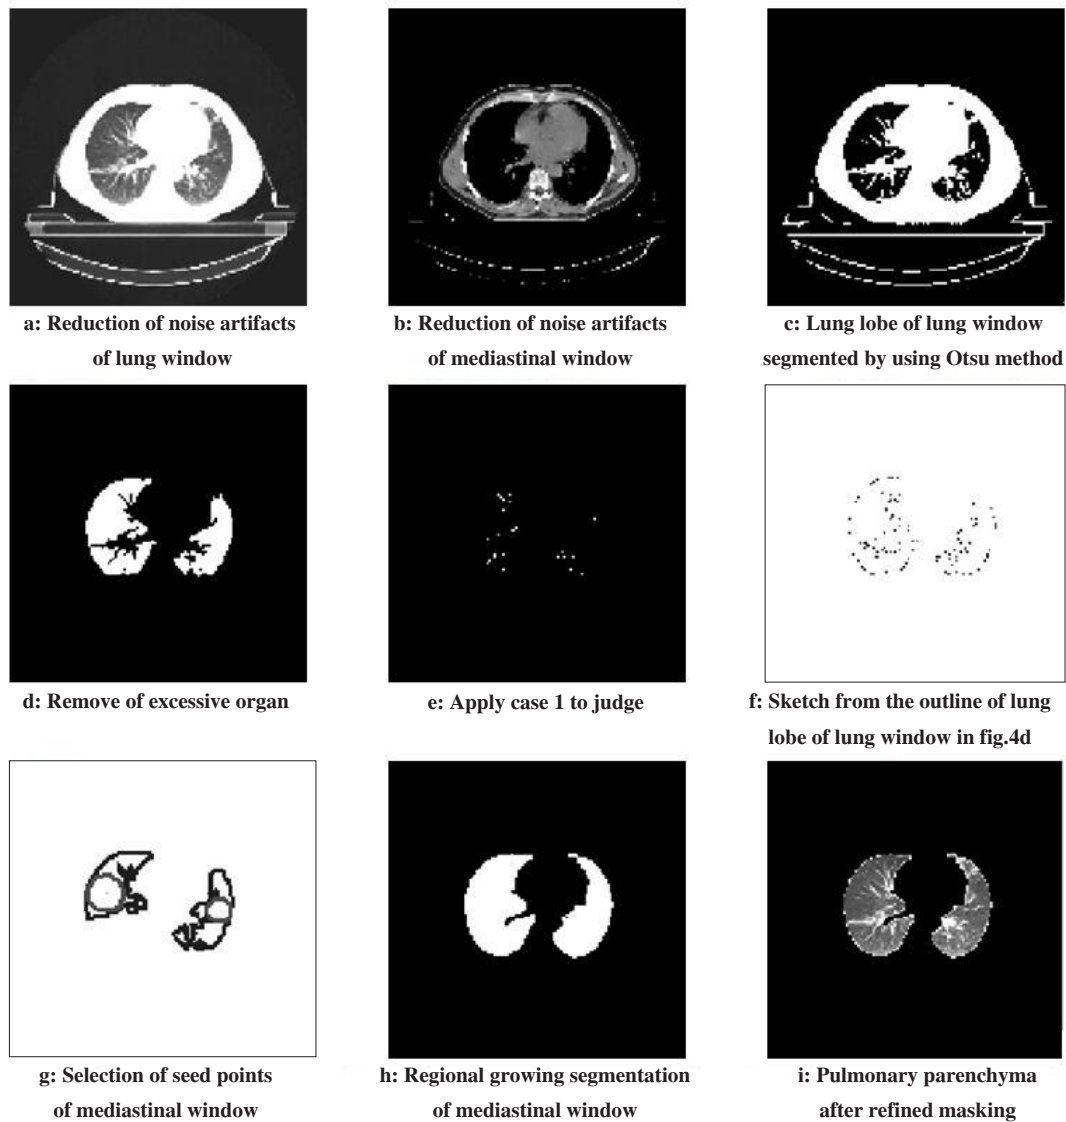 a: Reduction of noise artifacts
of lung window
b: Reduction of noise artifacts
of mediastinal window
c: Lung lobe of lung window
segmented by using Otsu method
d: Remove of excessive organ
e: Apply case 1 to judge
f: Sketch from the outline of lung
lobe of lung window in fig.4d
g: Selection of seed points
of mediastinal window
h: Regional growing segmentation
of mediastinal window
i: Pulmonary parenchyma
after refined masking